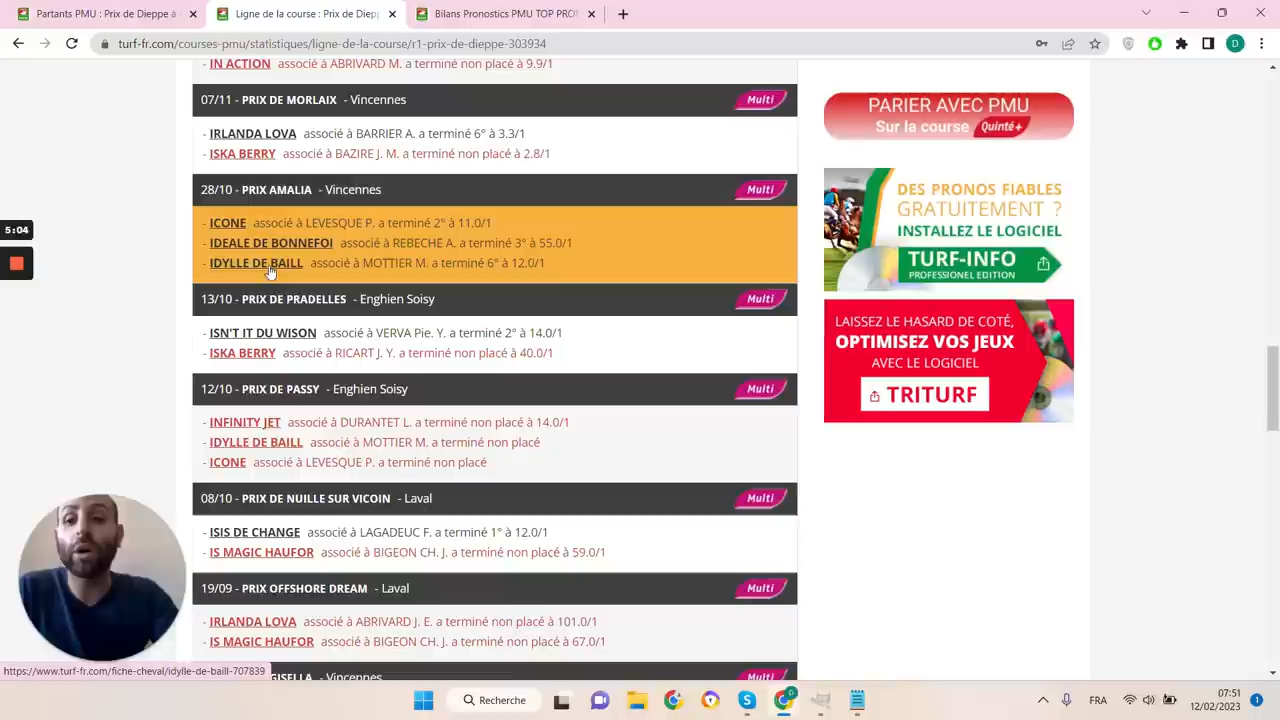 Partants PMU : Prix de Dieppe à
Ligne de la course : Prix de Diep
Bilans Pronostics PMU TOP PRO
turf-fr.com/courses-pmu/statistiques/ligne-de-la-course/r1-prix-de-dieppe-303934
D
- IN ACTION associé à ABRIVARD M. a terminé non placé à 9.9/1
07/11 - PRIX DE MORLAIX - Vincennes
Multi
- IRLANDA LOVA associé à BARRIER A. a terminé 6° à 3.3/1
- ISKA BERRY associé à BAZIRE J. M. a terminé non placé à 2.8/1
28/10 - PRIX AMALIA - Vincennes
Multi
- ICONE associé à LEVESQUE P. a terminé 2° à 11.0/1
- IDEALE DE BONNEFOI associé à REBECHE A. a terminé 3° à 55.0/1
- IDYLLE DE BAILL associé à MOTTIER M. a terminé 6° à 12.0/1
13/10 - PRIX DE PRADELLES - Enghien Soisy
Multi
- ISN'T IT DU WISON associé à VERVA Pie. Y. a terminé 2° à 14.0/1
- ISKA BERRY associé à RICART J. Y. a terminé non placé à 40.0/1
12/10 - PRIX DE PASSY - Enghien Soisy
Multi
- INFINITY JET associé à DURANTET L. a terminé non placé à 14.0/1
- IDYLLE DE BAILL associé à MOTTIER M. a terminé non placé
- ICONE associé à LEVESQUE P. a terminé non placé
08/10 - PRIX DE NUILLE SUR VICOIN - Laval
Multi
- ISIS DE CHANGE associé à LAGADEUC F. a terminé 1° à 12.0/1
- IS MAGIC HAUFOR associé à BIGEON CH. J. a terminé non placé à 59.0/1
19/09 - PRIX OFFSHORE DREAM - Laval
Multi
- IRLANDA LOVA associé à ABRIVARD J. E. a terminé non placé à 101.0/1
- IS MAGIC HAUFOR associé à BIGEON CH. J. a terminé non placé à 67.0/1
GISELLA - Vincennes
Multi
PARIER AVEC PMU
Sur la course Quinté+
DES PRONOS FIABLES
GRATUITEMENT ?
INSTALLEZ LE LOGICIEL
TURF-INFO
PROFESSIONEL EDITION
LAISSEZ LE HASARD DE COTÉ,
OPTIMISEZ VOS JEUX
AVEC LE LOGICIEL
TRITURF
5:04
https://www.turf-fr.com/fiche-cheval/idylle-de-baill-707839
Recherche
FRA
07:51
12/02/2023